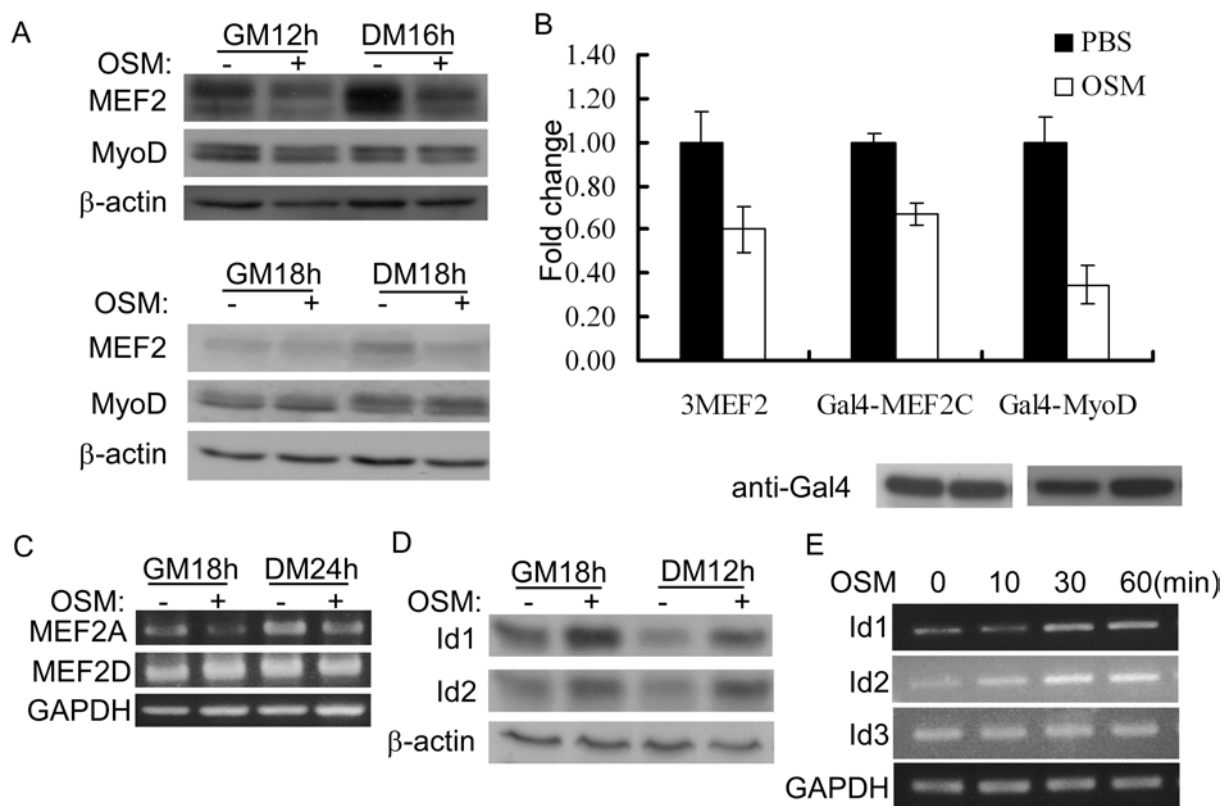 A
GM12h DM16h
OSM: - + - +
MEF2
MyoD
β-actin
GM18h DM18h
OSM: - + - +
MEF2
MyoD
β-actin
B
PBS
OSM
Fold change
1.40
1.20
1.00
0.80
0.60
0.40
0.20
0.00
3MEF2 Gal4-MEF2C Gal4-MyoD
anti-Gal4
C
GM18h DM24h
OSM: - + - +
MEF2A
MEF2D
GAPDH
D
GM18h DM12h
OSM: - + - +
Id1
Id2
β-actin
E
OSM 0 10 30 60(min)
Id1
Id2
Id3
GAPDH